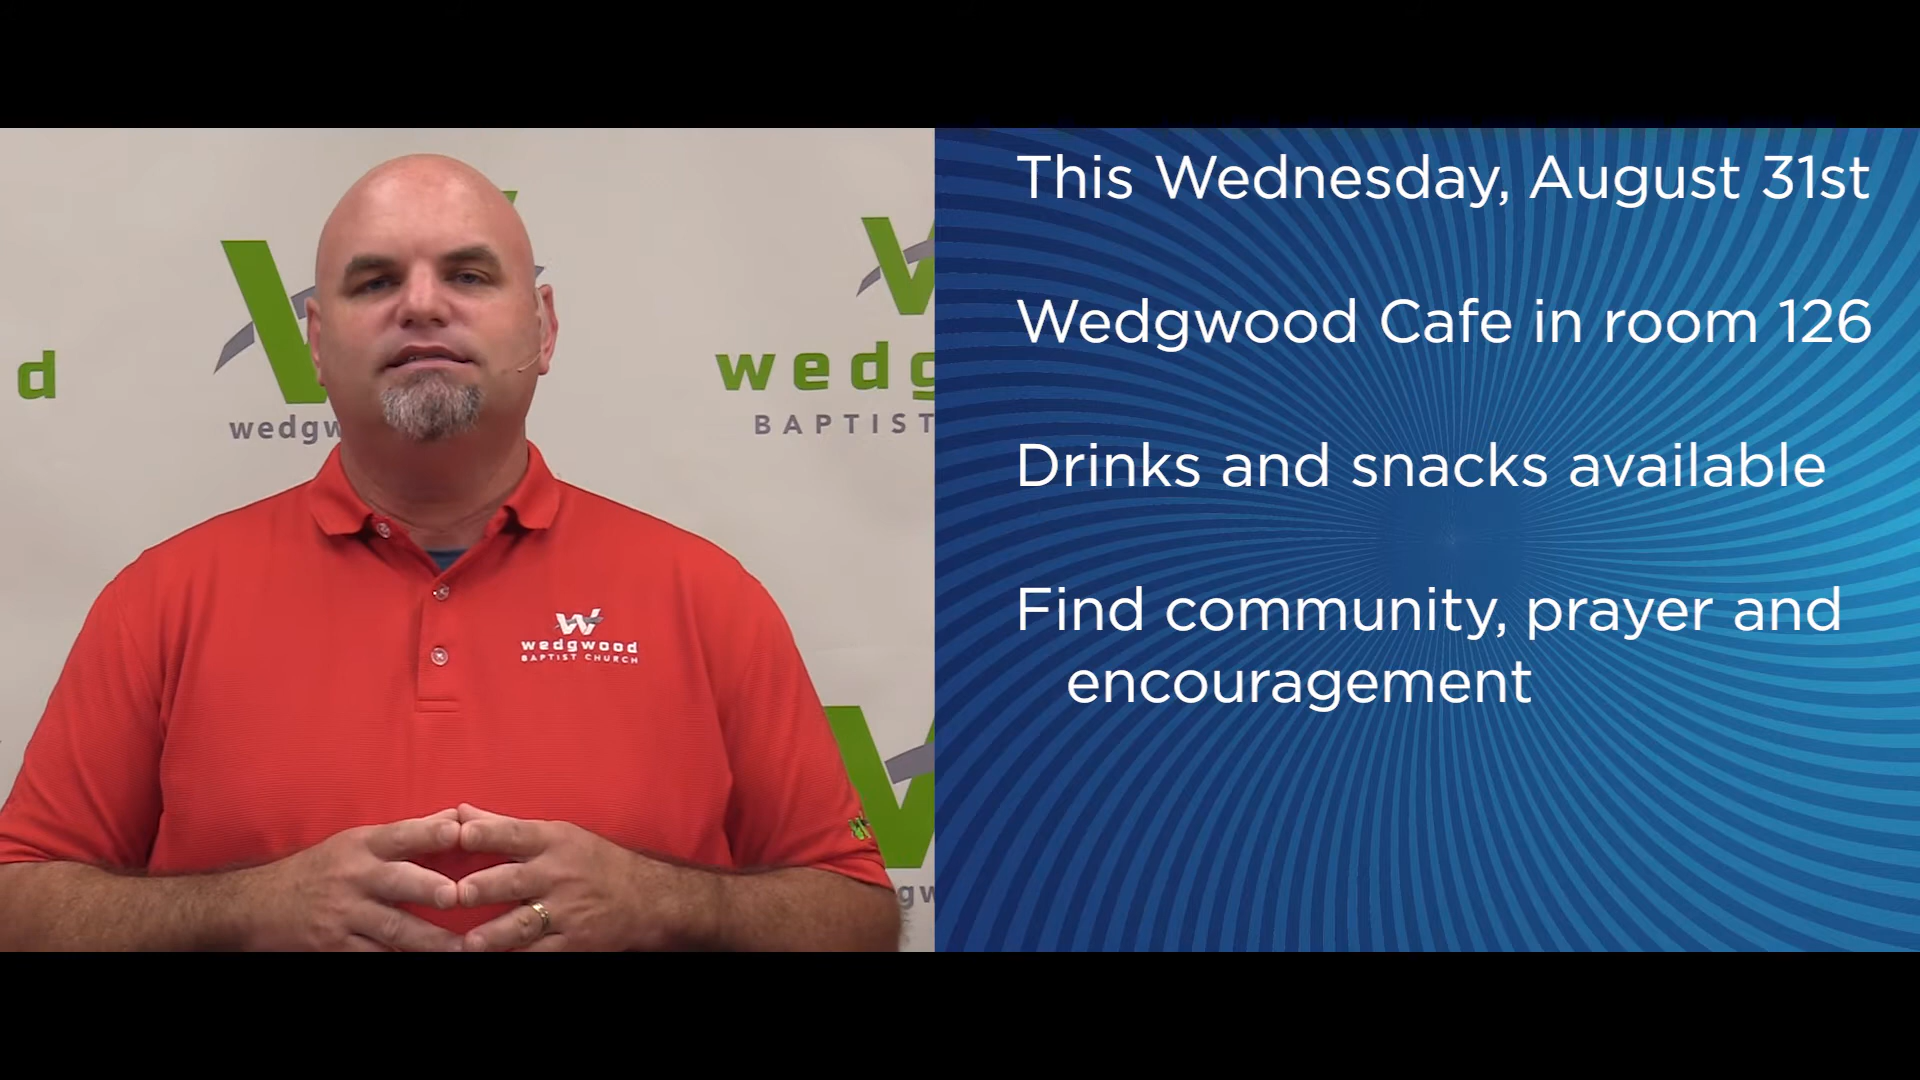 This Wednesday, August 31st
Wedgwood Cafe in room 126
Drinks and snacks available
Find community, prayer and
encouragement
d
wedgw
wedg
BAPTIST
wedgwood
BAPTIST CHURCH
gw